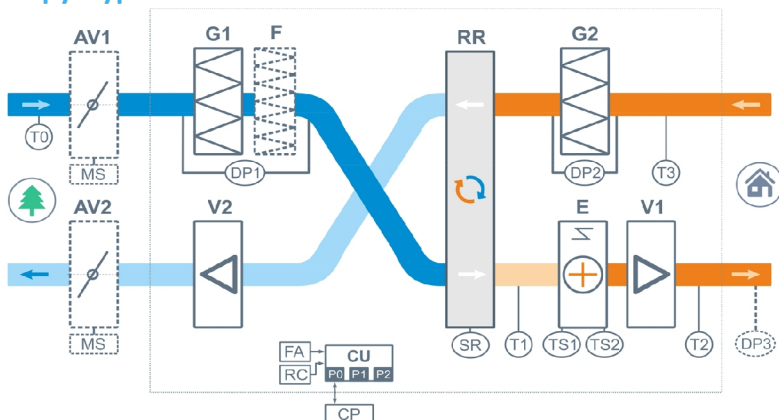 AV1
G1
F
RR
G2
T0
MS
DP1
DP2
T3
AV2
V2
E
V1
MS
SR
T1
TS1
TS2
T2
DP3
FA
RC
CU
P0
P1
P2
CP